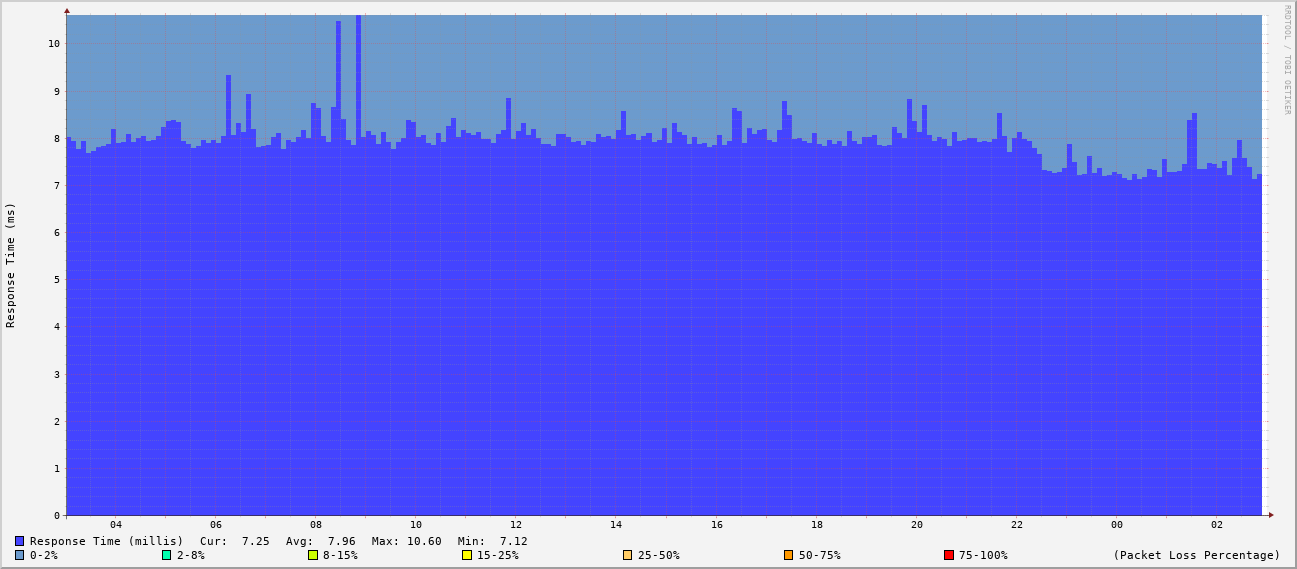 RRDTOOL / TOBI OETIKER
Response Time (ms)
10
9
8
7
6
5
4
3
2
1
0
04 06 08 10 12 14 16 18 20 22 00 02
Response Time (millis) Cur: 7.25 Avg: 7.96 Max: 10.60 Min: 7.12
0-2% 2-8% 8-15% 15-25% 25-50% 50-75% 75-100% (Packet Loss Percentage)